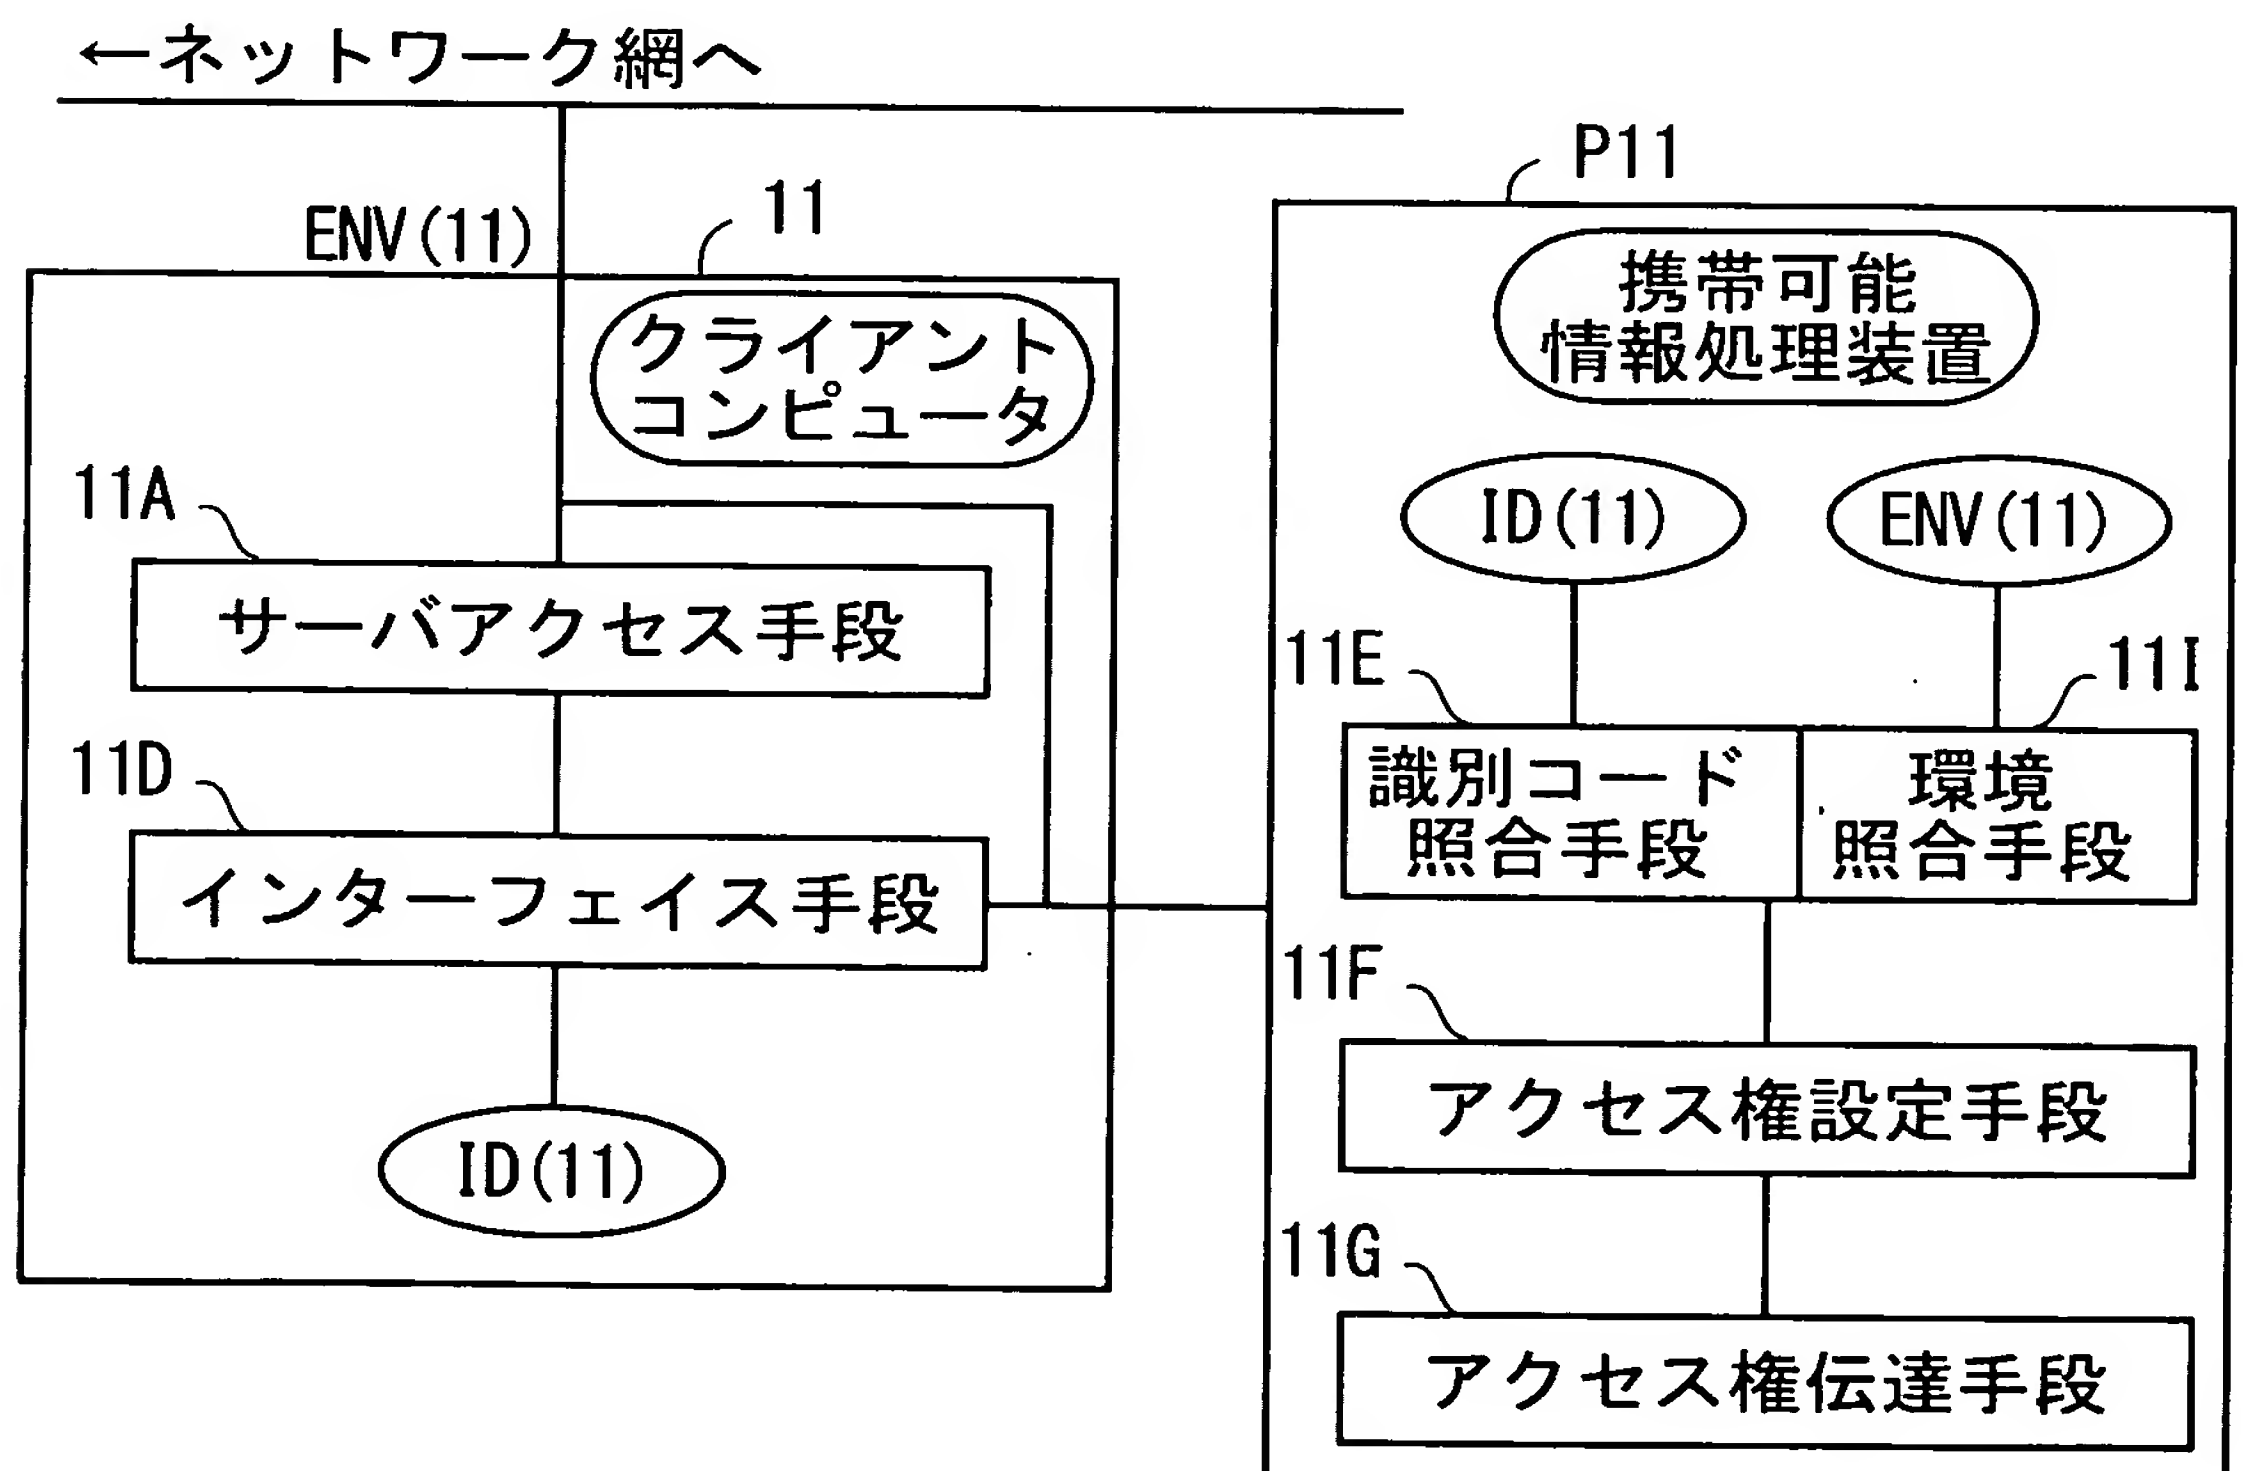 ←ネットワーク網へ
ENV(11)
11
クライアント
コンピュータ
11A
サーバアクセス手段
11D
インターフェイス手段
ID(11)
P11
携帯可能
情報処理装置
ID(11)
ENV(11)
11E
11I
識別コード
照合手段
環境
照合手段
11F
アクセス権設定手段
11G
アクセス権伝達手段